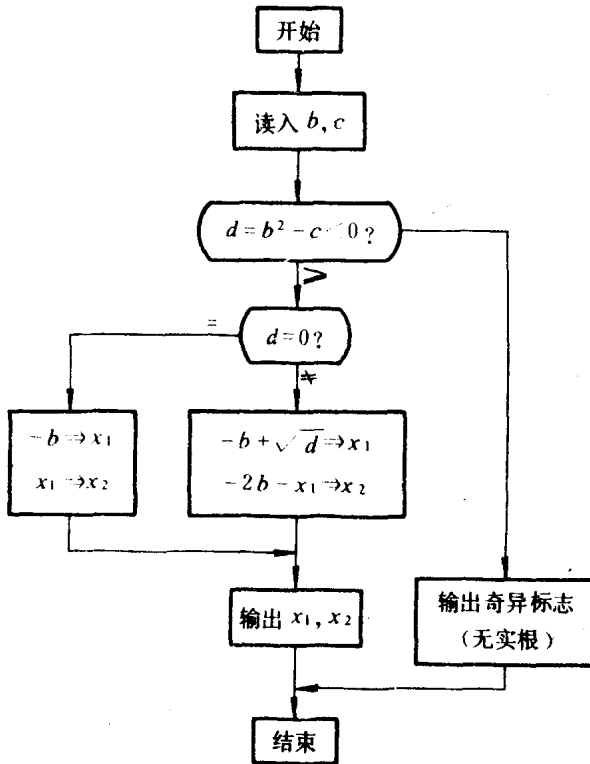 开始
读入 b, c
d = b² - c < 0 ?
≥
d = 0 ?
=
≠
-b ⇒ x₁
x₁ ⇒ x₂
-b + √d ⇒ x₁
-2b - x₁ ⇒ x₂
输出 x₁, x₂
输出奇异标志
(无实根)
结束